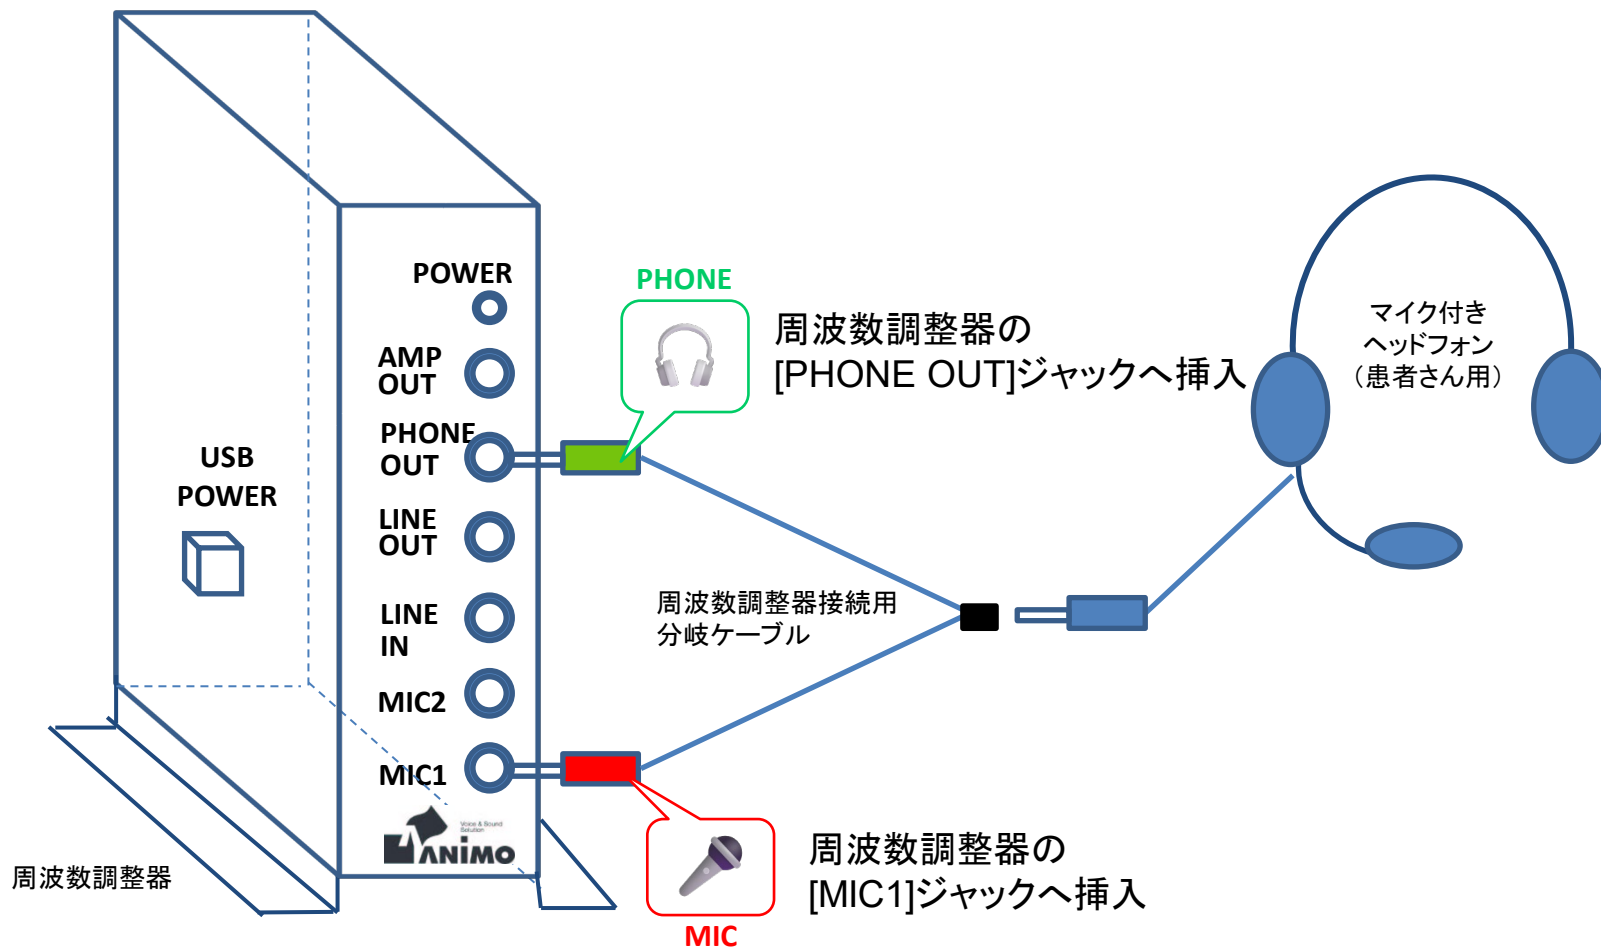 POWER
AMP
OUT
PHONE
OUT
LINE
OUT
LINE
IN
MIC2
MIC1
USB
POWER
Voice & Sound
Solution
ANiMO
周波数調整器
PHONE
周波数調整器の
[PHONE OUT]ジャックへ挿入
マイク付き
ヘッドフォン
（患者さん用）
周波数調整器接続用
分岐ケーブル
周波数調整器の
[MIC1]ジャックへ挿入
MIC